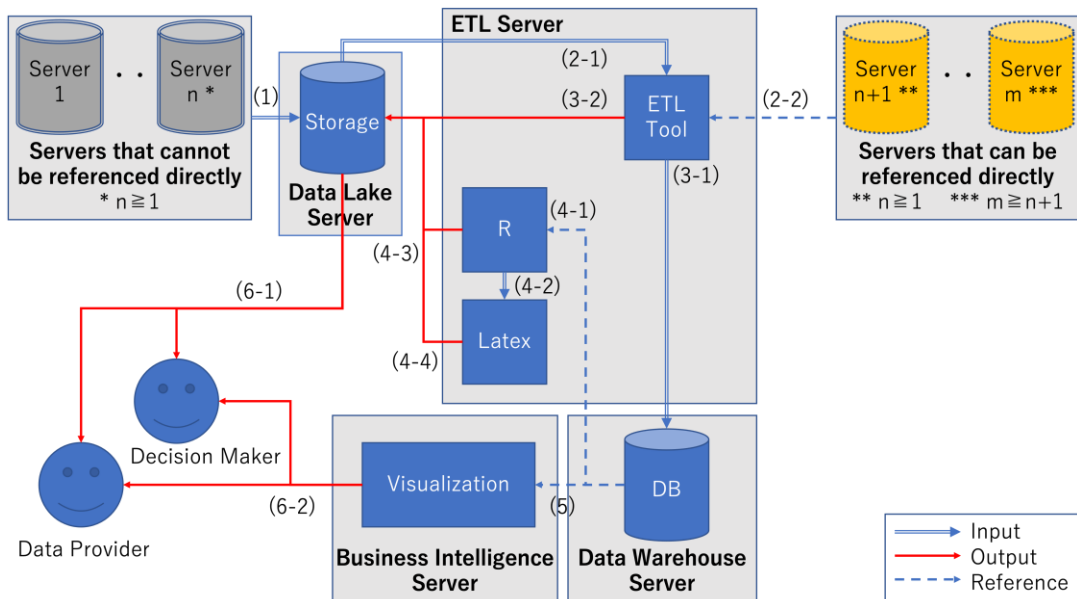 Server
1
. .
Server
n *
Servers that cannot
be referenced directly
* n≧1
(1)
Storage
Data Lake
Server
ETL Server
(2-1)
(3-2)
ETL
Tool
(2-2)
(3-1)
Server
n+1 **
. .
Server
m ***
Servers that can be
referenced directly
** n≧1 *** m≧n+1
R
(4-1)
(4-3)
(4-2)
Latex
(4-4)
(6-1)
Decision Maker
Data Provider
(6-2)
Visualization
(5)
DB
Business Intelligence
Server
Data Warehouse
Server
Input
Output
Reference